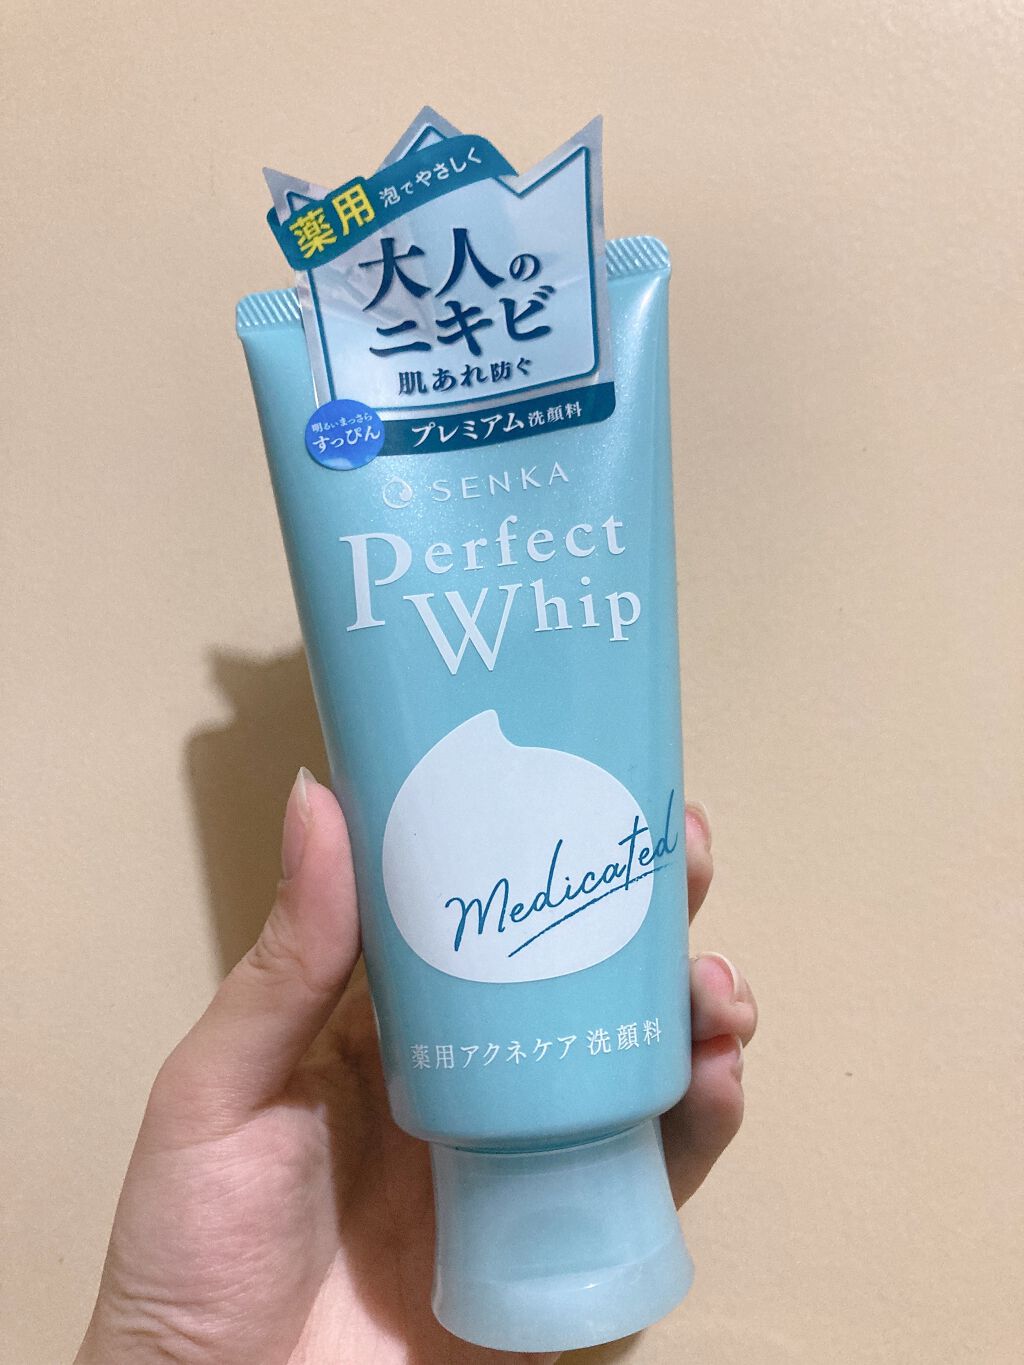 薬用 泡でやさしく
大人の
ニキビ
肌あれ防ぐ
プレミアム洗顔料
明るいまっさら
すっぴん
SENKA
Perfect
Whip
Medicated
薬用アクネケア 洗顔料